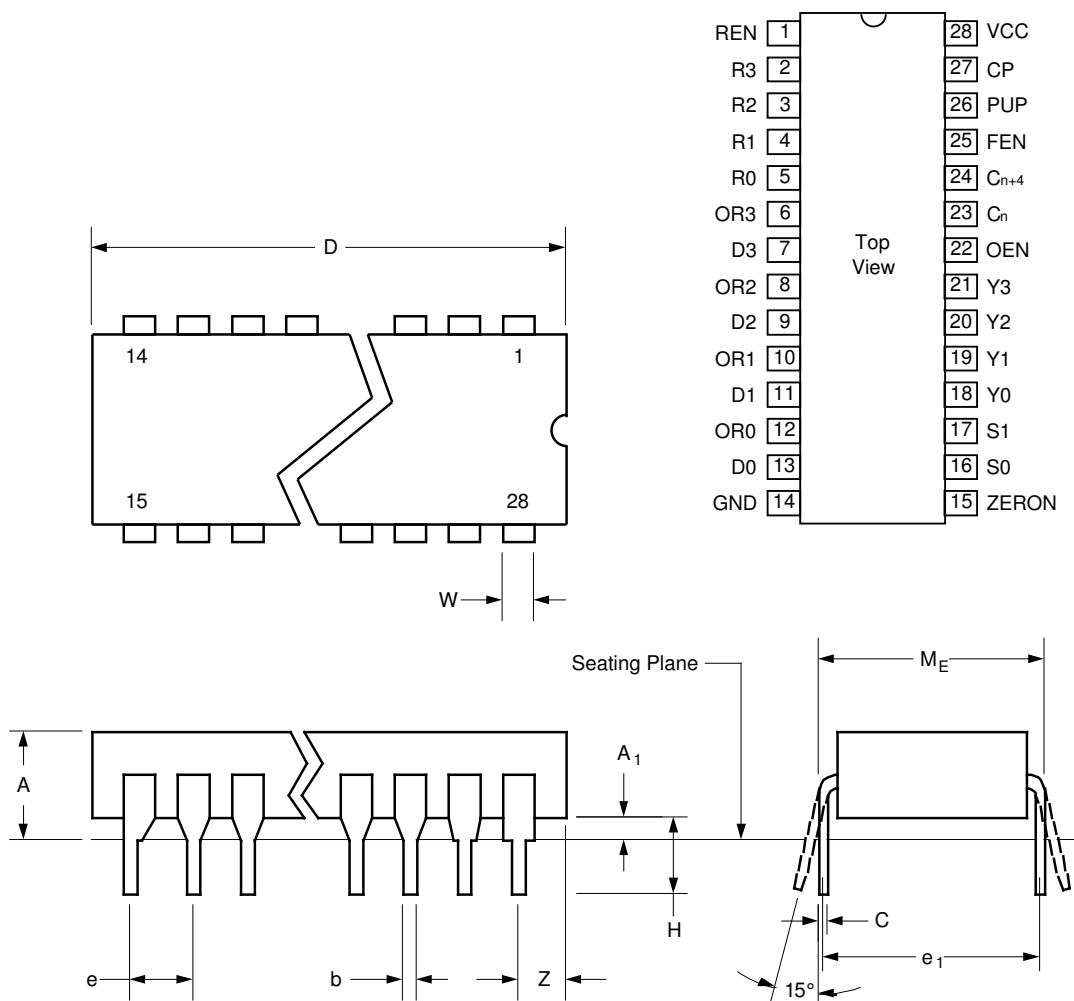 REN 1 28 VCC
R3 2 27 CP
R2 3 26 PUP
R1 4 25 FEN
R0 5 24 Cn+4
OR3 6 23 Cn
D3 7 22 OEN
OR2 8 21 Y3
D2 9 20 Y2
OR1 10 19 Y1
D1 11 18 Y0
OR0 12 17 S1
D0 13 16 S0
GND 14 15 ZERON
Top
View
D
14 1
15 28
W
Seating Plane
ME
A
A1
H
C
e
b
Z
e1
15°